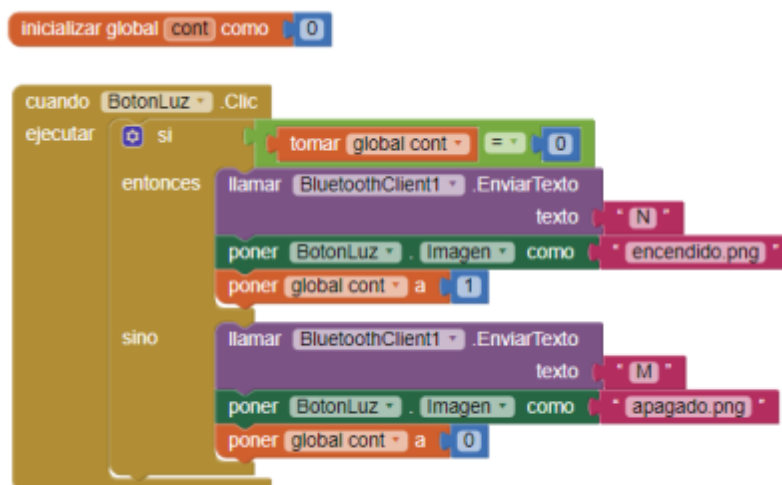 inicializar global cont como 0
cuando BotonLuz .Clic
ejecutar si tomar global cont = 0
entonces llamar BluetoothClient1 .EnviarTexto
texto " N "
poner BotonLuz . Imagen como " encendido.png "
poner global cont a 1
sino llamar BluetoothClient1 .EnviarTexto
texto " M "
poner BotonLuz . Imagen como " apagado.png "
poner global cont a 0